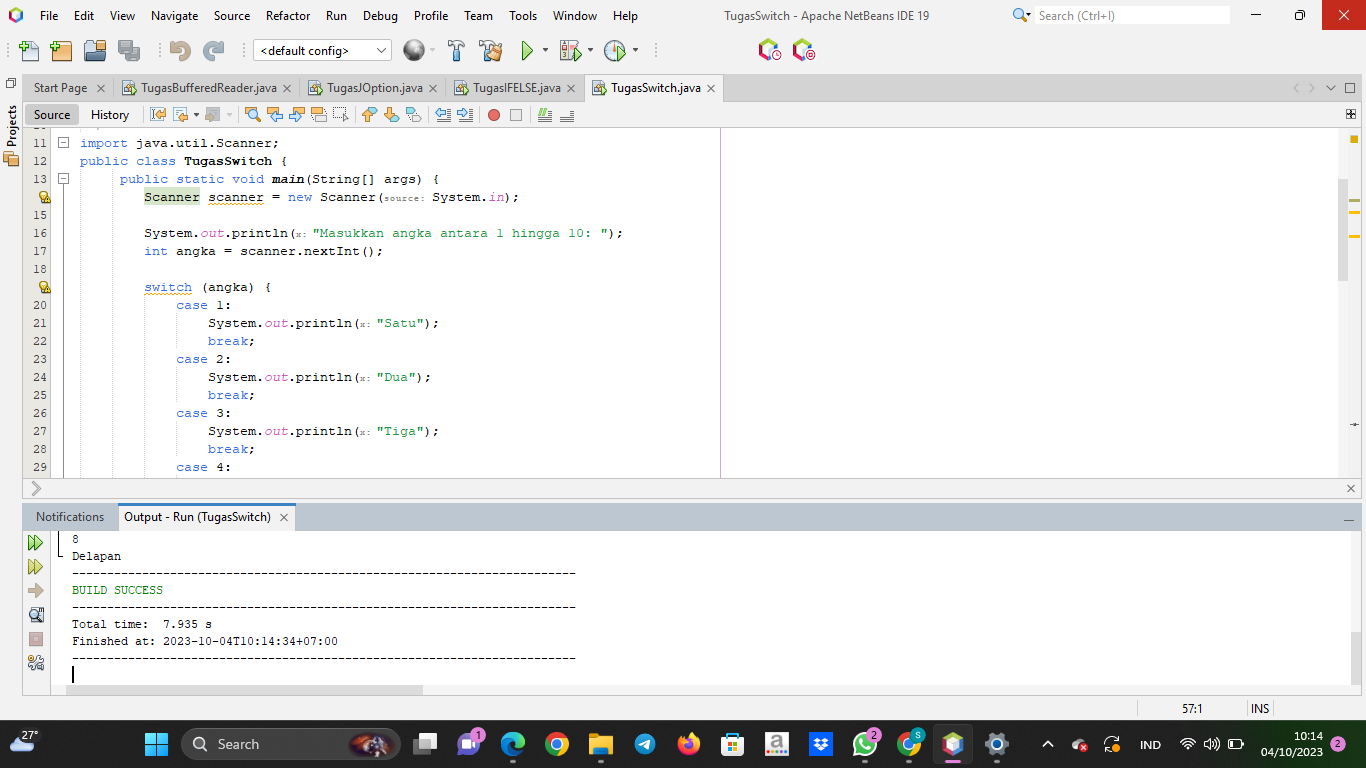 File Edit View Navigate Source Refactor Run Debug Profile Team Tools Window Help TugasSwitch - Apache NetBeans IDE 19 Search (Ctrl+I)
<default config>
Start Page TugasBufferedReader.java TugasJOption.java TugasIFELSE.java TugasSwitch.java
Projects
Source History
11 import java.util.Scanner;
12 public class TugasSwitch {
13 public static void main(String[] args) {
Scanner scanner = new Scanner(source: System.in);
15
16 System.out.println(x: "Masukkan angka antara 1 hingga 10: ");
17 int angka = scanner.nextInt();
18
switch (angka) {
20 case 1:
21 System.out.println(x: "Satu");
22 break;
23 case 2:
24 System.out.println(x: "Dua");
25 break;
26 case 3:
27 System.out.println(x: "Tiga");
28 break;
29 case 4:
Notifications Output - Run (TugasSwitch)
8
Delapan
------------------------------------------------------------------------
BUILD SUCCESS
------------------------------------------------------------------------
Total time: 7.935 s
Finished at: 2023-10-04T10:14:34+07:00
------------------------------------------------------------------------
57:1 INS
27° Search 1 a 2 S IND 10:14 2
04/10/2023